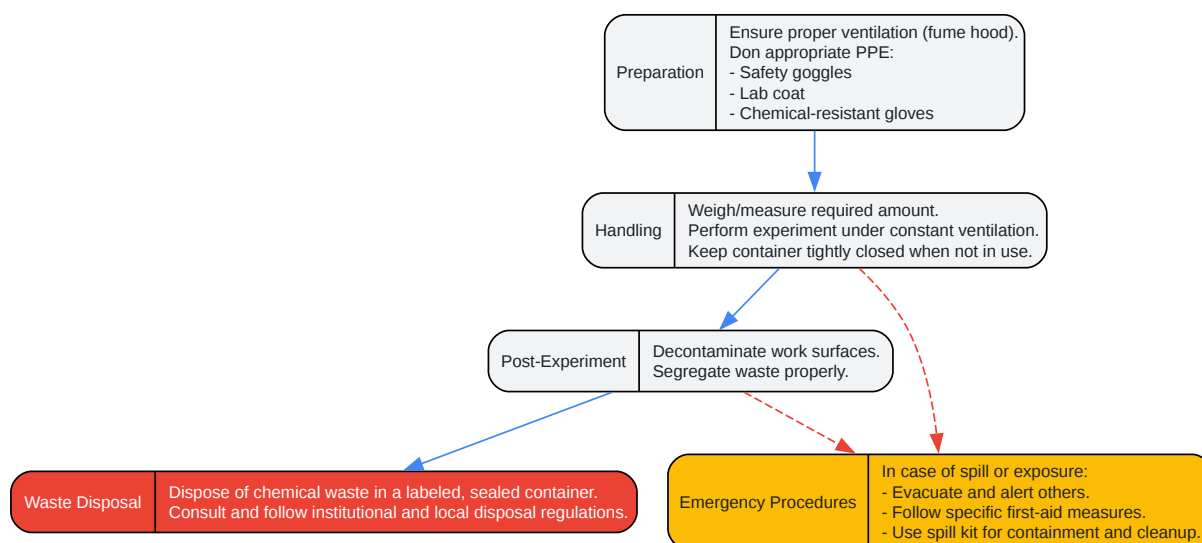 Preparation
Ensure proper ventilation (fume hood).
Don appropriate PPE:
- Safety goggles
- Lab coat
- Chemical-resistant gloves
Handling
Weigh/measure required amount.
Perform experiment under constant ventilation.
Keep container tightly closed when not in use.
Post-Experiment
Decontaminate work surfaces.
Segregate waste properly.
Waste Disposal
Dispose of chemical waste in a labeled, sealed container.
Consult and follow institutional and local disposal regulations.
Emergency Procedures
In case of spill or exposure:
- Evacuate and alert others.
- Follow specific first-aid measures.
- Use spill kit for containment and cleanup.